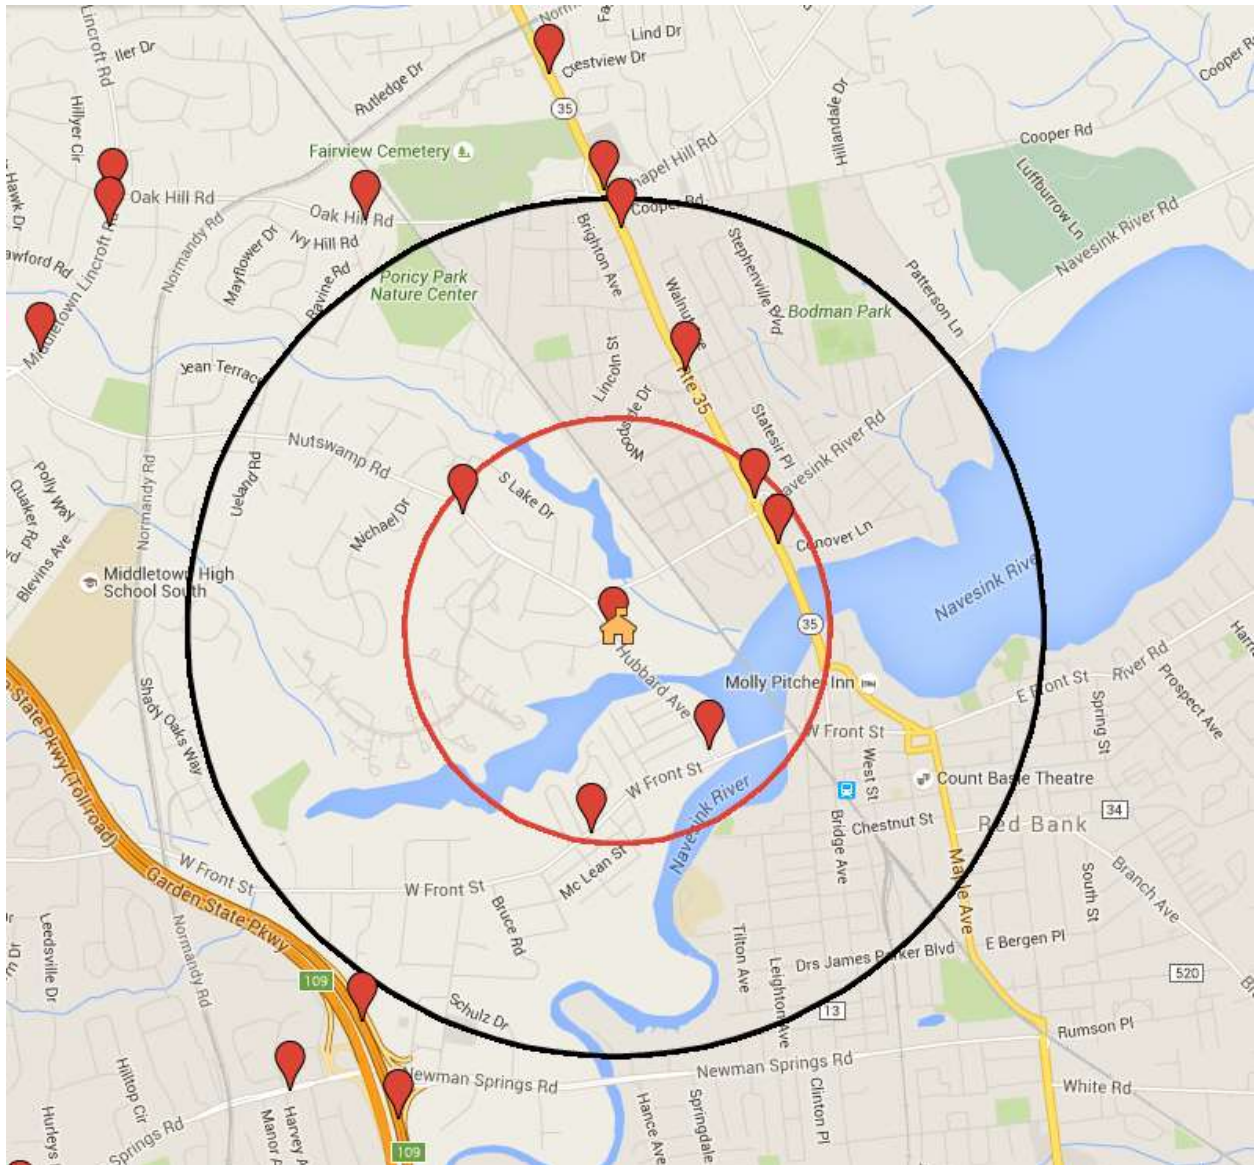 Lincroft Rd
ller Dr
Hillyer Cir
Rutledge Dr
Lind Dr
Crestview Dr
35
Hillandale Dr
Cooper Rd
Cooper Rd
Fairview Cemetery
Chapel Hill Rd
Luffburrow Ln
Hawk Dr
Oak Hill Rd
Oak Hill Rd
Cooper Rd
Navesink River Rd
Normandy Rd
Mayflower Dr
Ivy Hill Rd
Brighton Ave
Stephenville Blvd
awford Rd
Middletown Lincroft Rd
Ravine Rd
Poricy Park
Nature Center
Patterson Ln
Bodman Park
Jean Terrace
Lincoln St
Rte 35
Statesir Pl
Nutswamp Rd
Ueland Rd
S Lake Dr
Navesink River Rd
Polly Way
Quaker Rd
Blevins Ave
Normandy Rd
Michael Dr
Conover Ln
Middletown High
School South
Navesink River
35
Hubbard Ave
Molly Pitcher Inn
E Front St
River Rd
Spring St
Prospect Ave
Shady Oaks Way
W Front St
W Front St
West St
Count Basie Theatre
Navesink River
Bridge Ave
Chestnut St
34
Red Bank
n State Pkwy (Toll road)
W Front St
Garden State Pkwy
W Front St
Mc Lean St
Maple Ave
Branch Ave
South St
Leedsville Dr
Normandy Rd
Bruce Rd
Tilton Ave
Leighton Ave
Drs James Parker Blvd
E Bergen Pl
520
109
Schulz Dr
13
Rumson Pl
Hilltop Cir
Newman Springs Rd
Newman Springs Rd
White Rd
Springs Rd
Hance Ave
Springdale
Clinton Pl
109